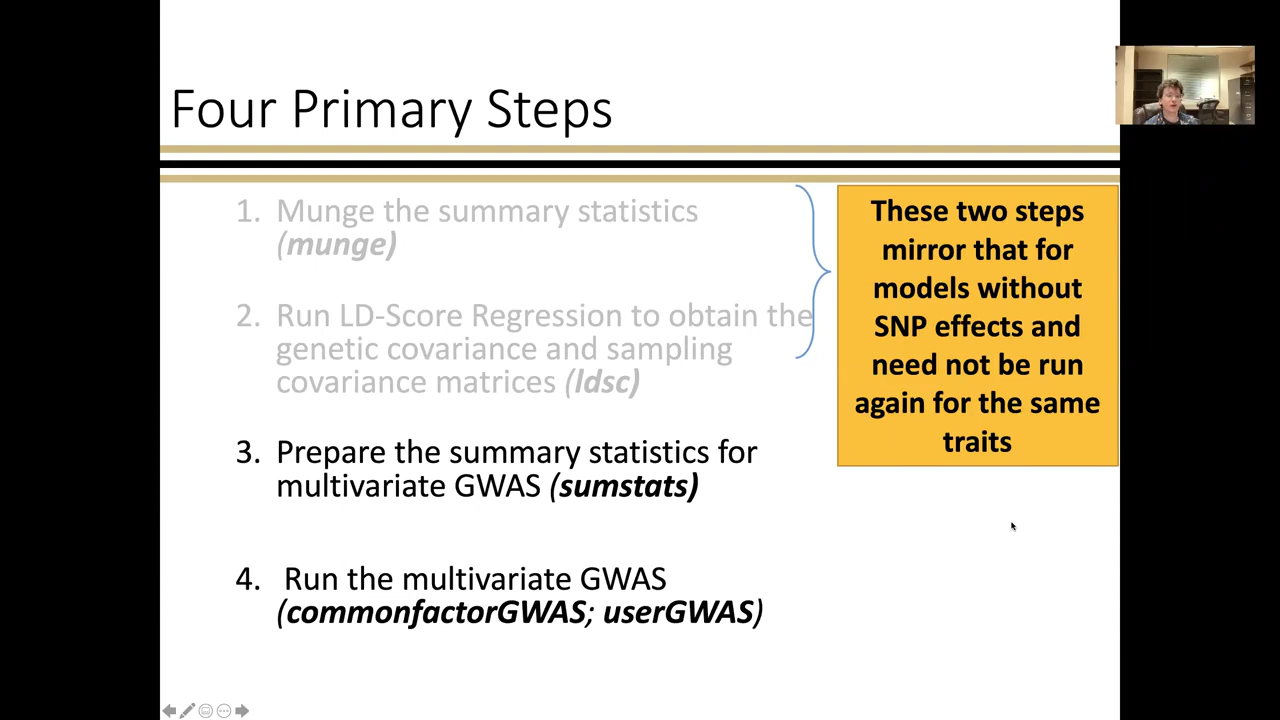 Four Primary Steps
1. Munge the summary statistics
(munge)
2. Run LD-Score Regression to obtain the
genetic covariance and sampling
covariance matrices (ldsc)
3. Prepare the summary statistics for
multivariate GWAS (sumstats)
4. Run the multivariate GWAS
(commonfactorGWAS; userGWAS)
These two steps
mirror that for
models without
SNP effects and
need not be run
again for the same
traits